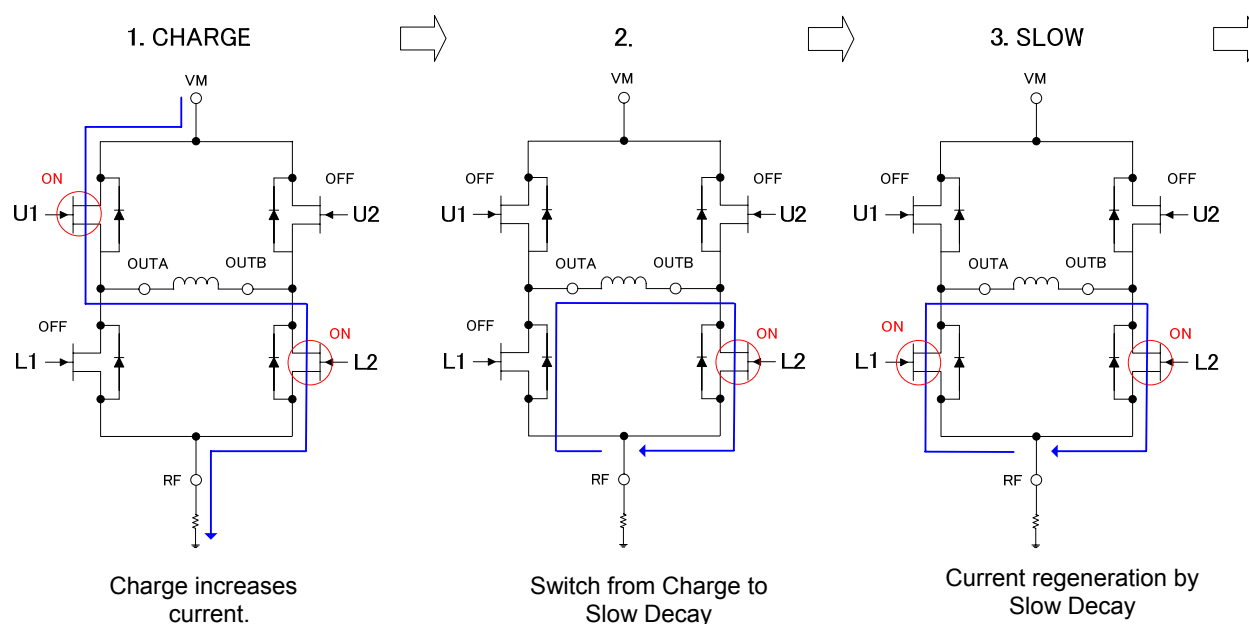 1. CHARGE
VM
ON
OFF
U1
U2
OUTA
OUTB
OFF
ON
L1
L2
RF
Charge increases
current.
2.
VM
OFF
OFF
U1
U2
OUTA
OUTB
OFF
ON
L1
L2
RF
Switch from Charge to
Slow Decay
3. SLOW
VM
OFF
OFF
U1
U2
OUTA
OUTB
ON
ON
L1
L2
RF
Current regeneration by
Slow Decay